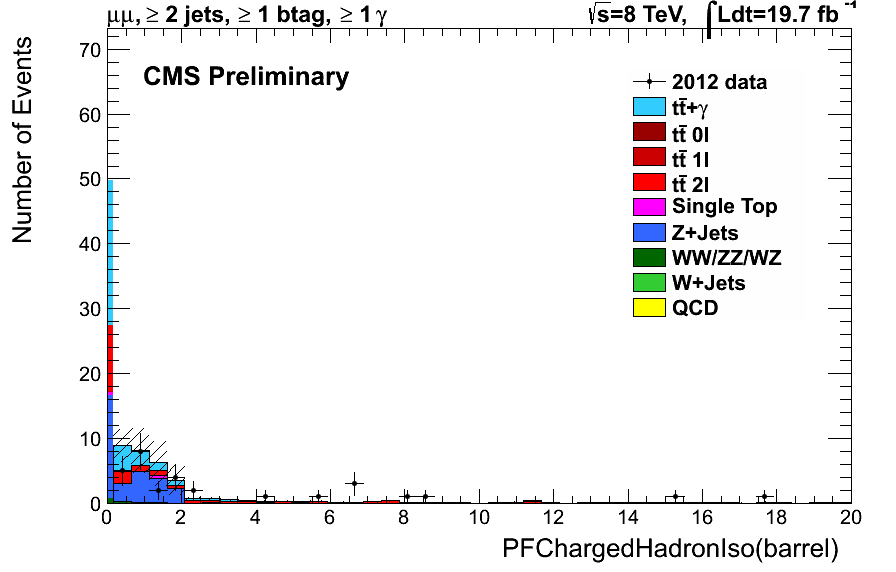 μμ, ≥ 2 jets, ≥ 1 btag, ≥ 1 γ
√s=8 TeV, ∫Ldt=19.7 fb⁻¹
CMS Preliminary
Number of Events
70
60
50
40
30
20
10
0
2012 data
tt̄+γ
tt̄ 0l
tt̄ 1l
tt̄ 2l
Single Top
Z+Jets
WW/ZZ/WZ
W+Jets
QCD
0 2 4 6 8 10 12 14 16 18 20
PFChargedHadronIso(barrel)